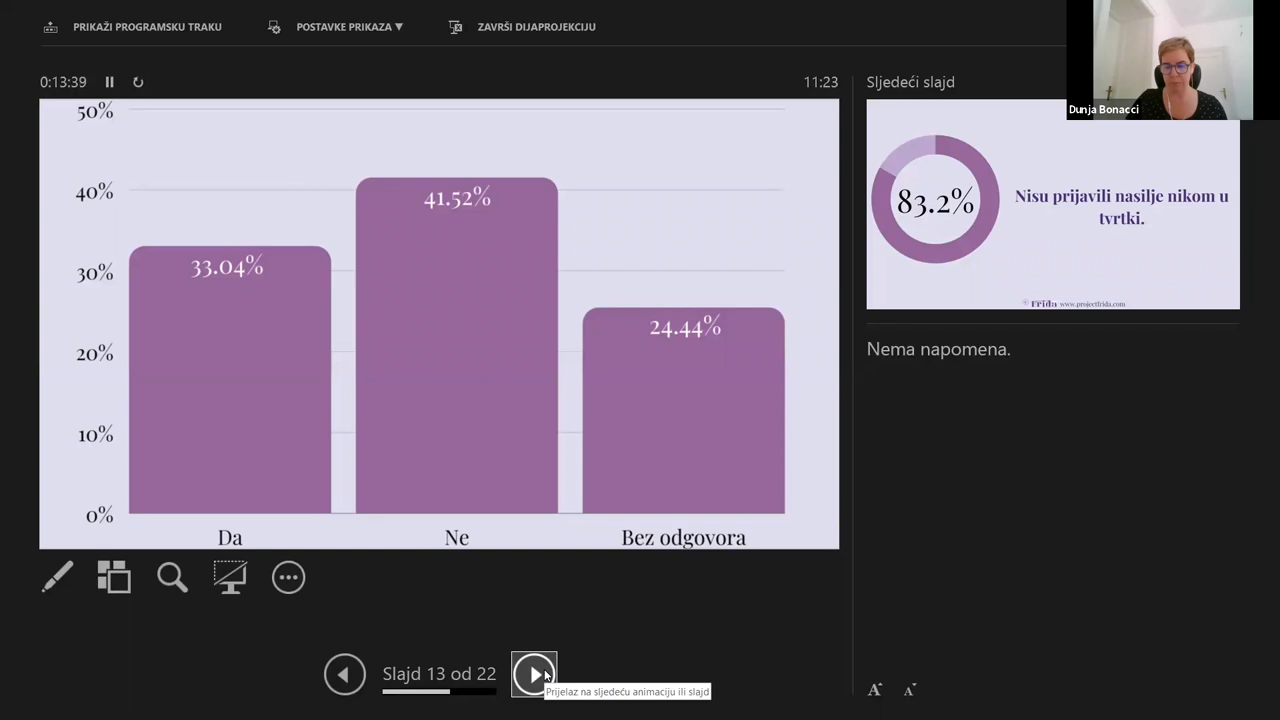 PRIKAŽI PROGRAMSKU TRAKU
POSTAVKE PRIKAZA ▼
ZAVRŠI DIJAPROJEKCIJU
0:13:39
11:23
50%
40%
30%
20%
10%
0%
33.04%
41.52%
24.44%
Da
Ne
Bez odgovora
Slajd 13 od 22
Prijelaz na sljedeću animaciju ili slajd
Sljedeći slajd
Dunja Bonacci
83.2%
Nisu prijavili nasilje nikom u
tvrtki.
frida www.projectfrida.com
Nema napomena.
A A